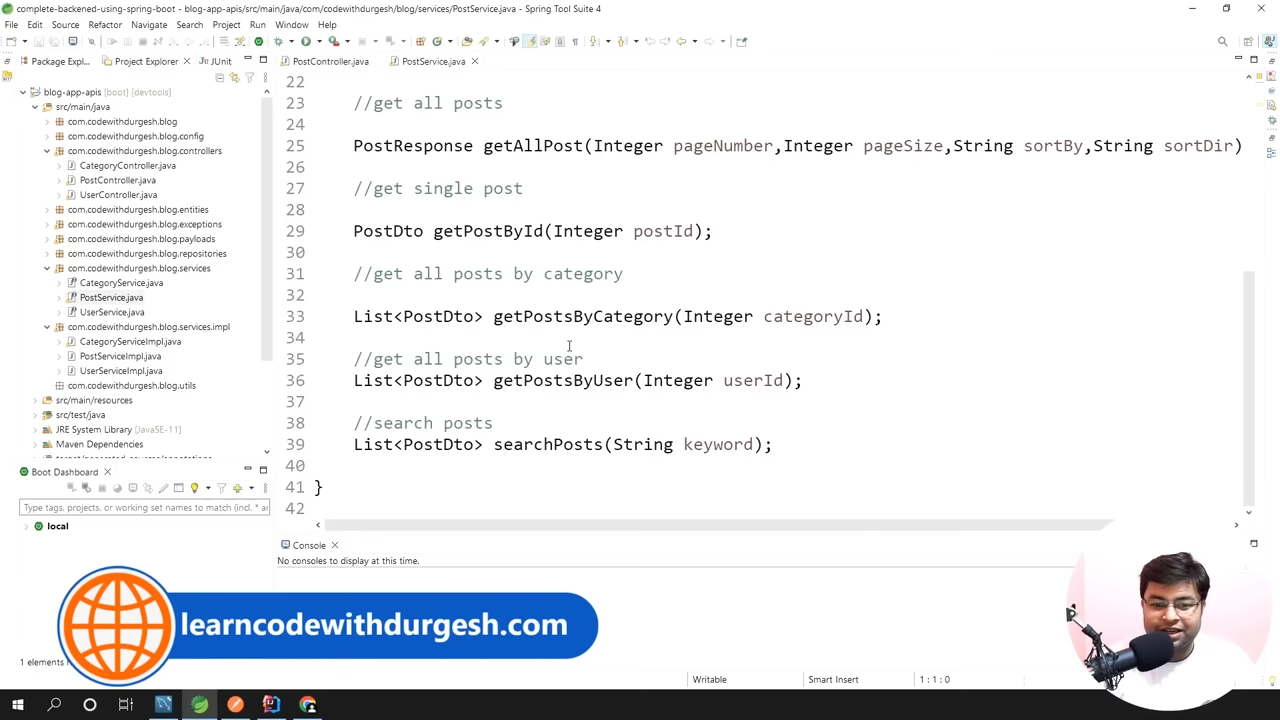 complete-backened-using-spring-boot - blog-app-apis/src/main/java/com/codewithdurgesh/blog/services/PostService.java - Spring Tool Suite 4
File Edit Source Refactor Navigate Search Project Run Window Help
Package Expl... Project Explorer JUnit
PostController.java PostService.java
blog-app-apis [boot] [devtools]
src/main/java
com.codewithdurgesh.blog
com.codewithdurgesh.blog.config
com.codewithdurgesh.blog.controllers
CategoryController.java
PostController.java
UserController.java
com.codewithdurgesh.blog.entities
com.codewithdurgesh.blog.exceptions
com.codewithdurgesh.blog.payloads
com.codewithdurgesh.blog.repositories
com.codewithdurgesh.blog.services
CategoryService.java
PostService.java
UserService.java
com.codewithdurgesh.blog.services.impl
CategoryServiceImpl.java
PostServiceImpl.java
UserServiceImpl.java
com.codewithdurgesh.blog.utils
src/main/resources
src/test/java
JRE System Library [JavaSE-11]
Maven Dependencies
22
23 //get all posts
24
25 PostResponse getAllPost(Integer pageNumber,Integer pageSize,String sortBy,String sortDir)
26
27 //get single post
28
29 PostDto getPostById(Integer postId);
30
31 //get all posts by category
32
33 List<PostDto> getPostsByCategory(Integer categoryId);
34
35 //get all posts by user
36 List<PostDto> getPostsByUser(Integer userId);
37
38 //search posts
39 List<PostDto> searchPosts(String keyword);
40
41 }
42
Boot Dashboard
Type tags, projects, or working set names to match (incl. * ar
local
Console
No consoles to display at this time.
learncodewithdurgesh.com
1 elements
Writable Smart Insert 1 : 1 : 0